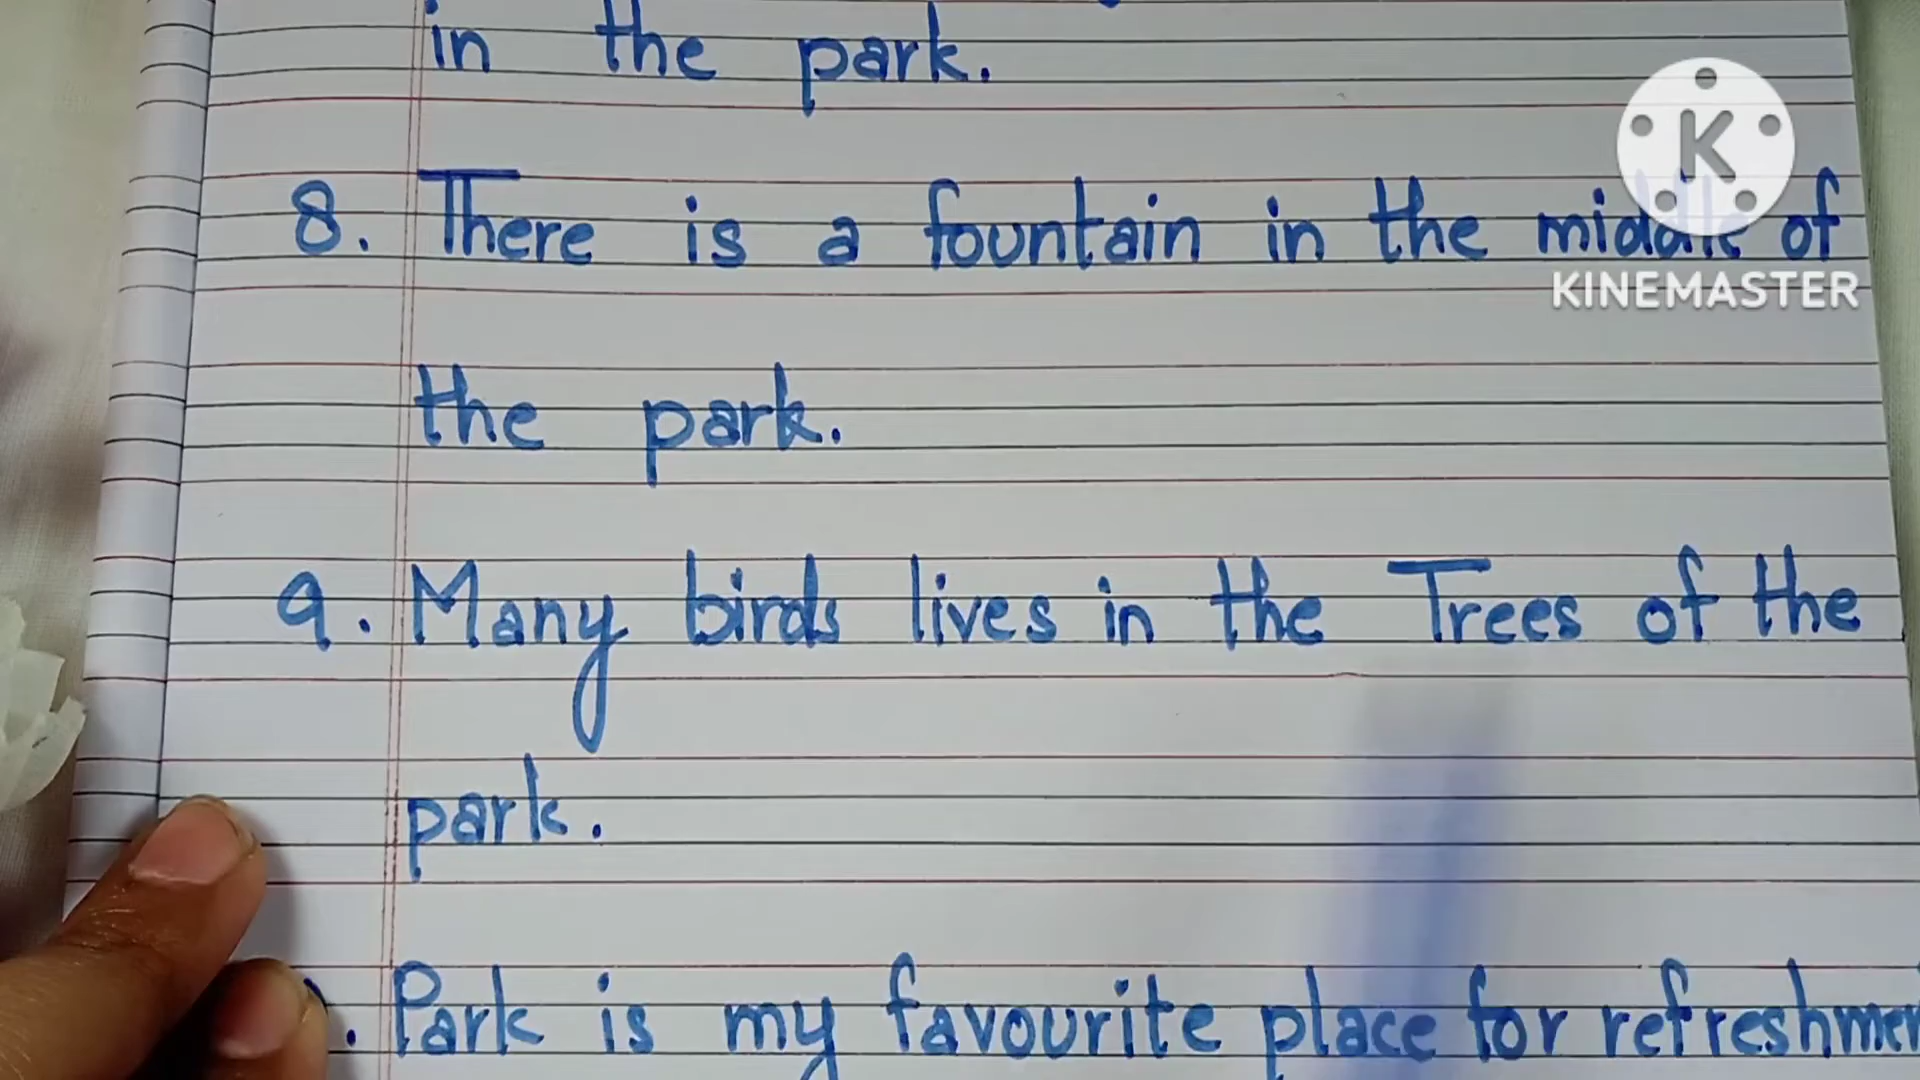 in the park.
8. There is a fountain in the middle of
the park.
9. Many birds lives in the Trees of the
park.
. Park is my favourite place for
K
KINEMASTER